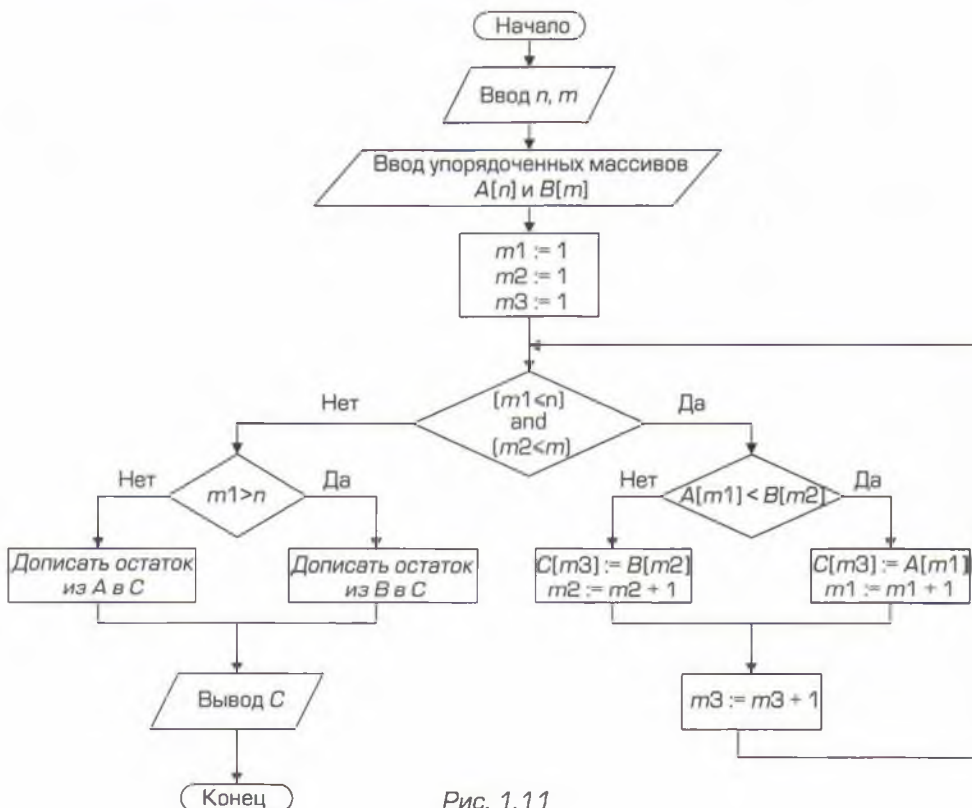 Начало
Ввод n, m
Ввод упорядоченных массивов
A[n] и B[m]
m1 := 1
m2 := 1
m3 := 1
Нет
(m1≤n)
and
(m2≤m)
Да
Нет
m1>n
Да
Нет
A[m1] < B[m2]
Да
Дописать остаток
из A в C
Дописать остаток
из B в C
C[m3] := B[m2]
m2 := m2 + 1
C[m3] := A[m1]
m1 := m1 + 1
Вывод C
m3 := m3 + 1
Конец
Рис. 1.11